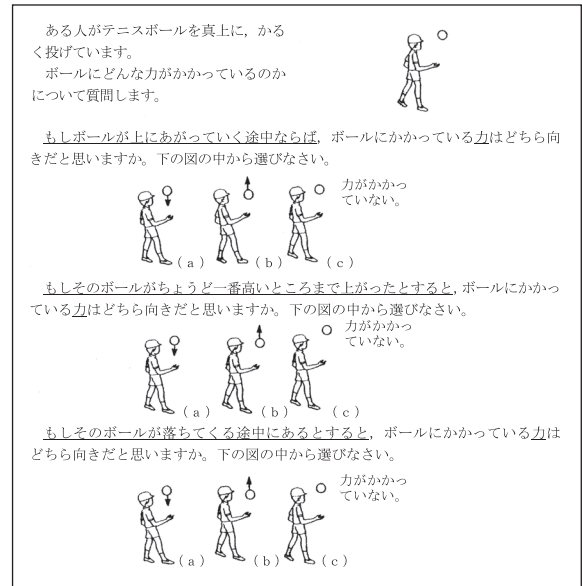 ある人がテニスボールを真上に，かる
く投げています。
ボールにどんな力がかかっているのか
について質問します。
もしボールが上にあがっていく途中ならば，ボールにかかっている力はどちら向
きだと思いますか。下の図の中から選びなさい。
力がかかっ
ていない。
(a) (b) (c)
もしそのボールがちょうど一番高いところまで上がったとすると，ボールにかかっ
ている力はどちら向きだと思いますか。下の図の中から選びなさい。
力がかかっ
ていない。
(a) (b) (c)
もしそのボールが落ちてくる途中にあるとすると，ボールにかかっている力は
どちら向きだと思いますか。下の図の中から選びなさい。
力がかかっ
ていない。
(a) (b) (c)